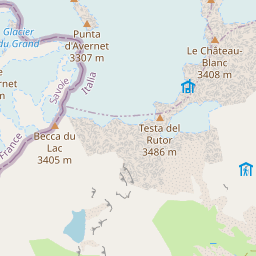 Punta
d'Avernet
3307 m
Le Château-
Blanc
3408 m
Glacier
du Grand
Savoie
Italia
France
Becca du
Lac
3405 m
Testa del
Rutor
3486 m